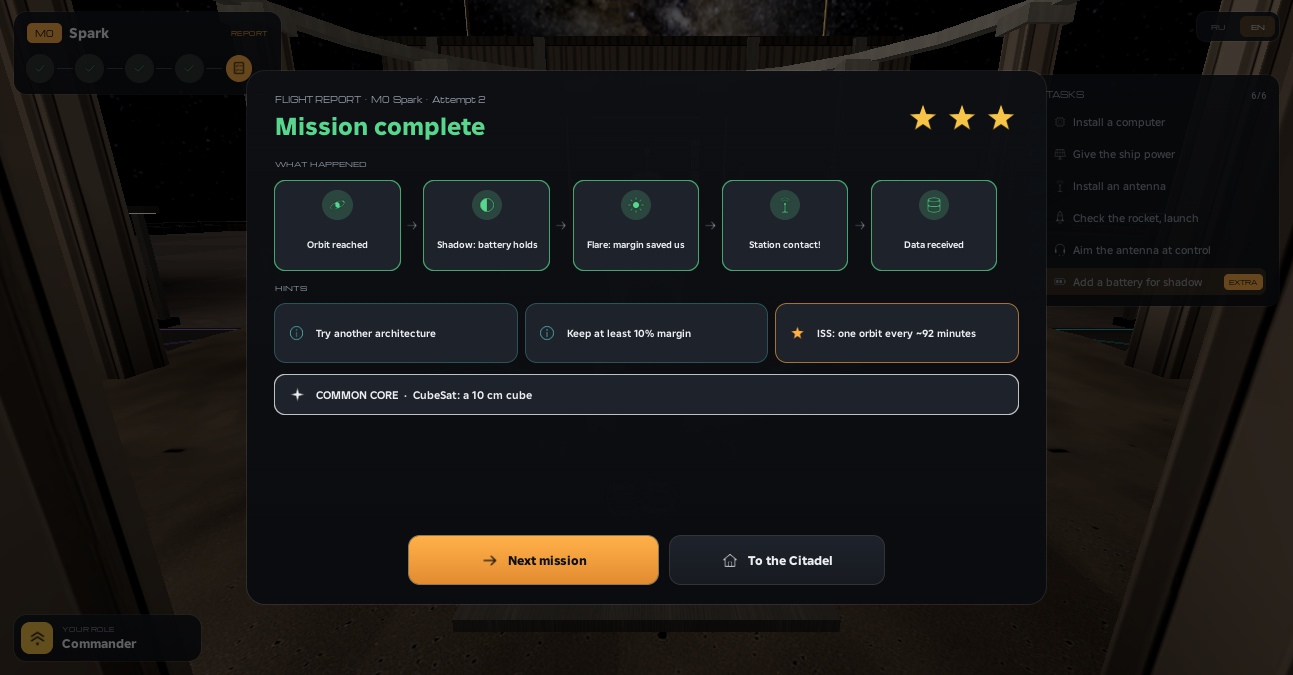 M0 Spark REPORT
RU EN
FLIGHT REPORT · M0 Spark · Attempt 2
Mission complete
WHAT HAPPENED
Orbit reached
Shadow: battery holds
Flare: margin saved us
Station contact!
Data received
HINTS
Try another architecture
Keep at least 10% margin
ISS: one orbit every ~92 minutes
COMMON CORE · CubeSat: a 10 cm cube
Next mission
To the Citadel
TASKS 6/6
Install a computer
Give the ship power
Install an antenna
Check the rocket, launch
Aim the antenna at control
Add a battery for shadow EXTRA
YOUR ROLE
Commander